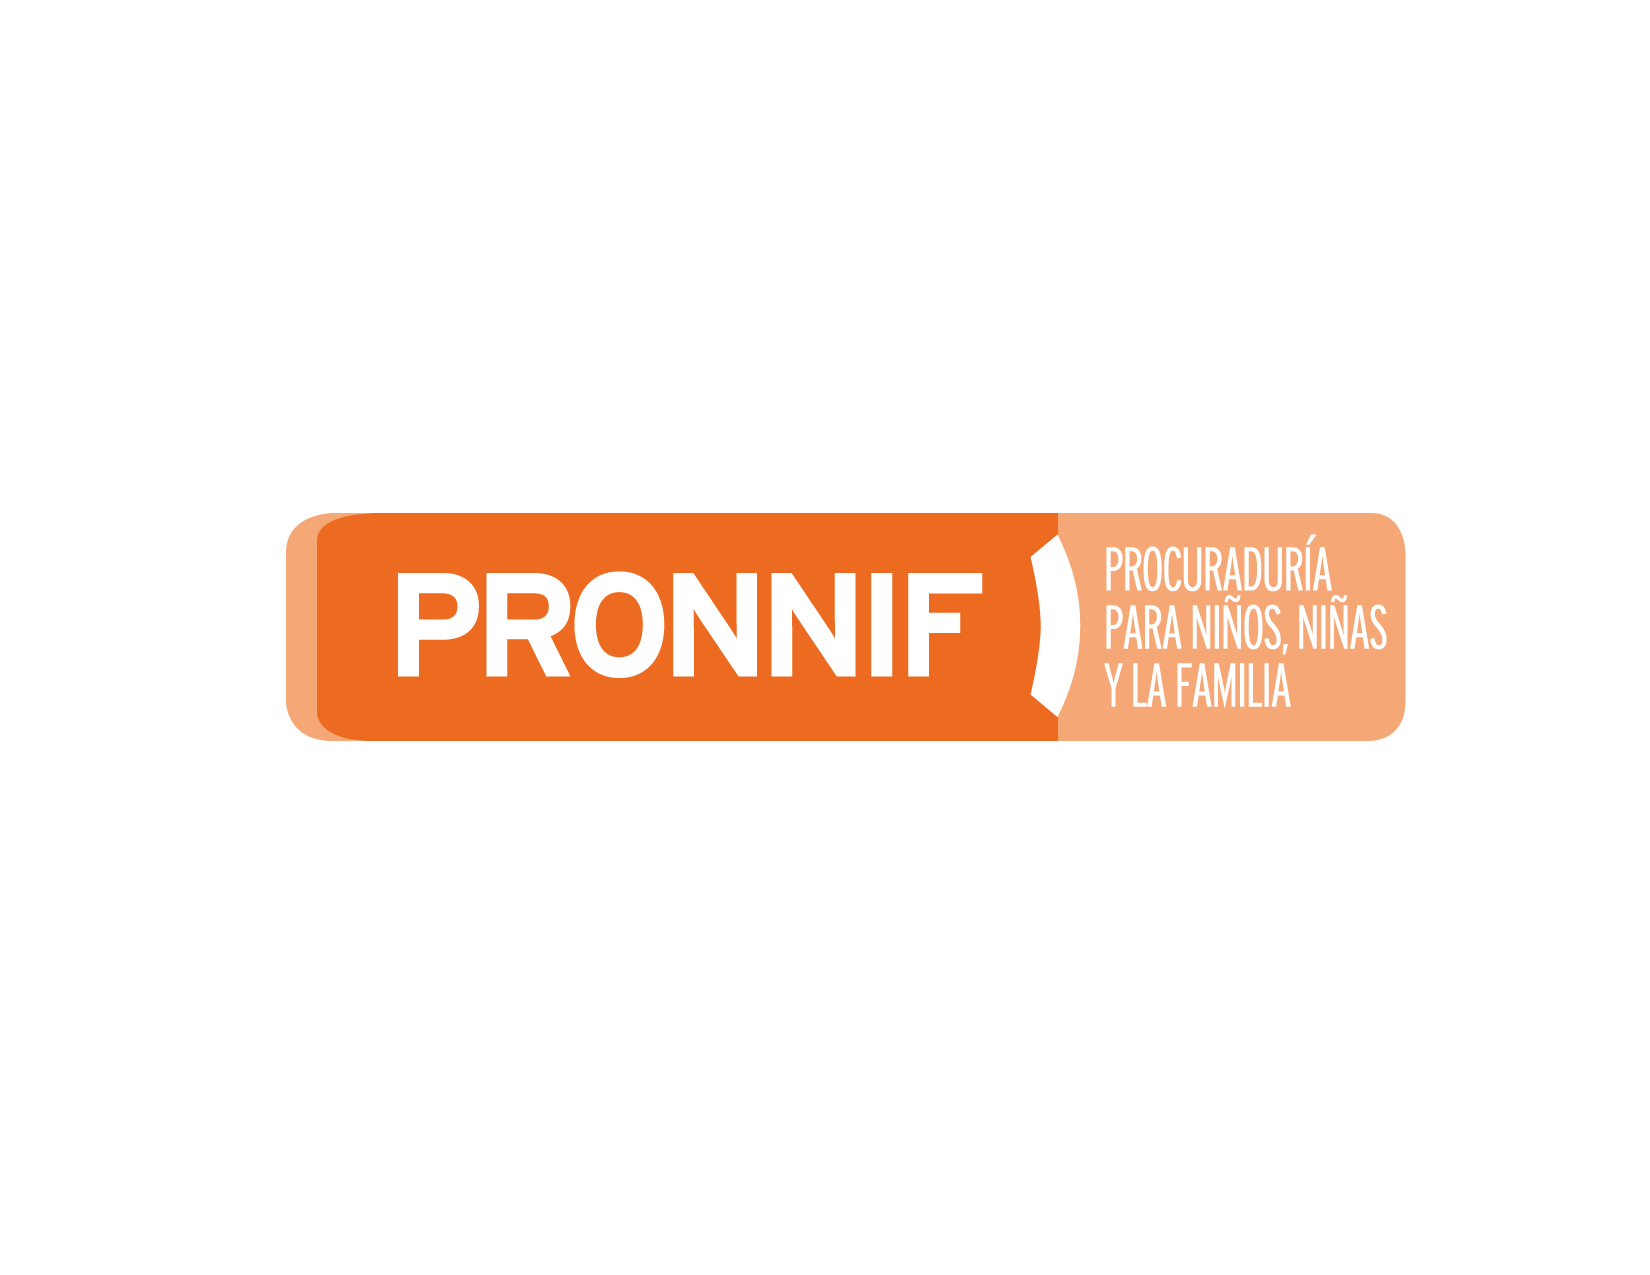 PRONNIF
PROCURADURÍA
PARA NIÑOS, NIÑAS
Y LA FAMILIA